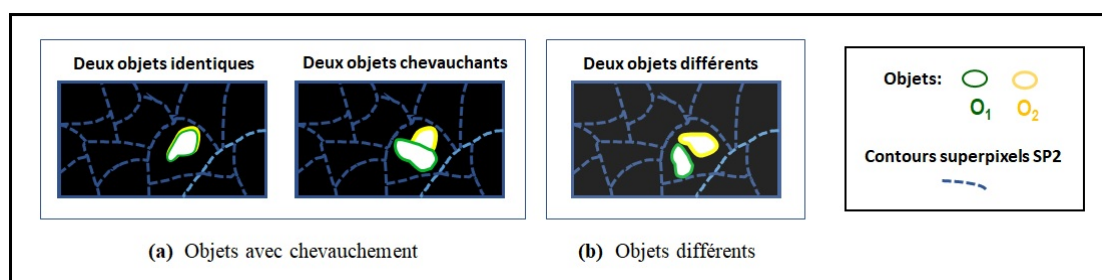 Deux objets identiques
Deux objets chevauchants
Deux objets différents
Objets:
O1
O2
Contours superpixels SP2
(a) Objets avec chevauchement
(b) Objets différents